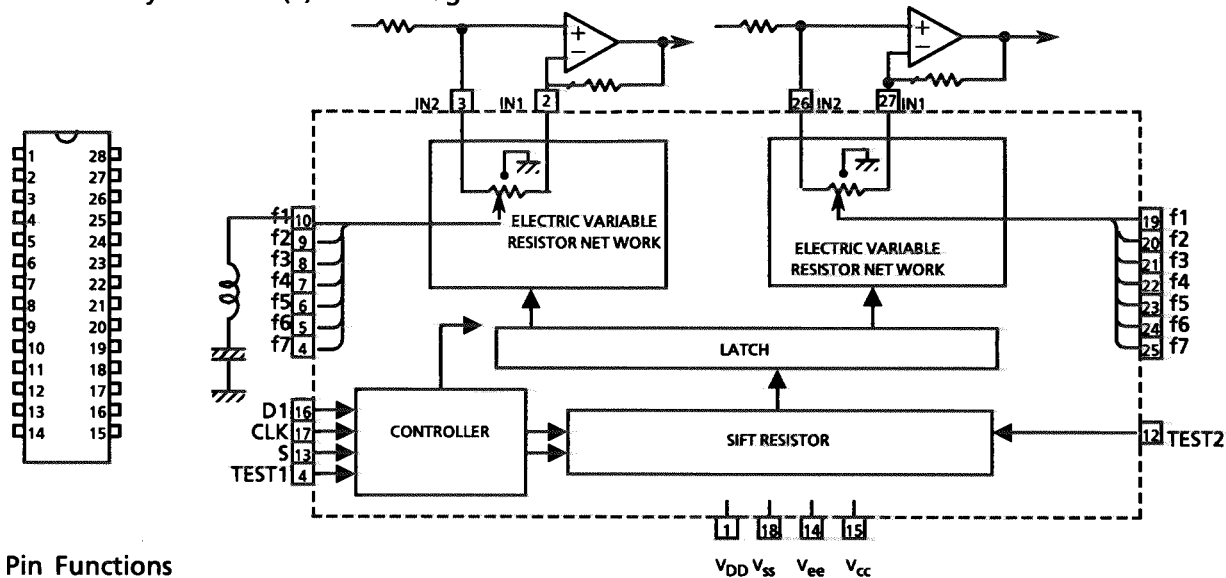 IN2 3 IN1 2
26 IN2 27 IN1
+
−
+
−
1 28
2 27
3 26
4 25
5 24
6 23
7 22
8 21
9 20
10 19
11 18
12 17
13 16
14 15
f1 10
f2 9
f3 8
f4 7
f5 6
f6 5
f7 4
ELECTRIC VARIABLE
RESISTOR NET WORK
ELECTRIC VARIABLE
RESISTOR NET WORK
19 f1
20 f2
21 f3
22 f4
23 f5
24 f6
25 f7
LATCH
D1 16
CLK 17
S 13
TEST1 4
CONTROLLER
SIFT RESISTOR
12 TEST2
1 18 14 15
VDD Vss Vee Vcc
Pin Functions